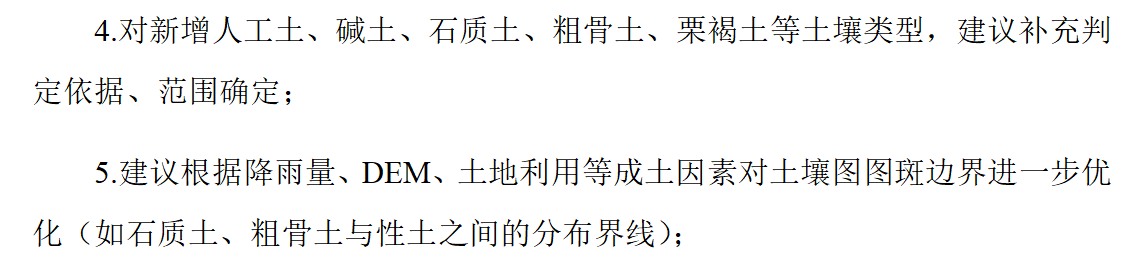 4.对新增人工土、碱土、石质土、粗骨土、栗褐土等土壤类型，建议补充判
定依据、范围确定；
5.建议根据降雨量、DEM、土地利用等成土因素对土壤图图斑边界进一步优
化（如石质土、粗骨土与性土之间的分布界线）；